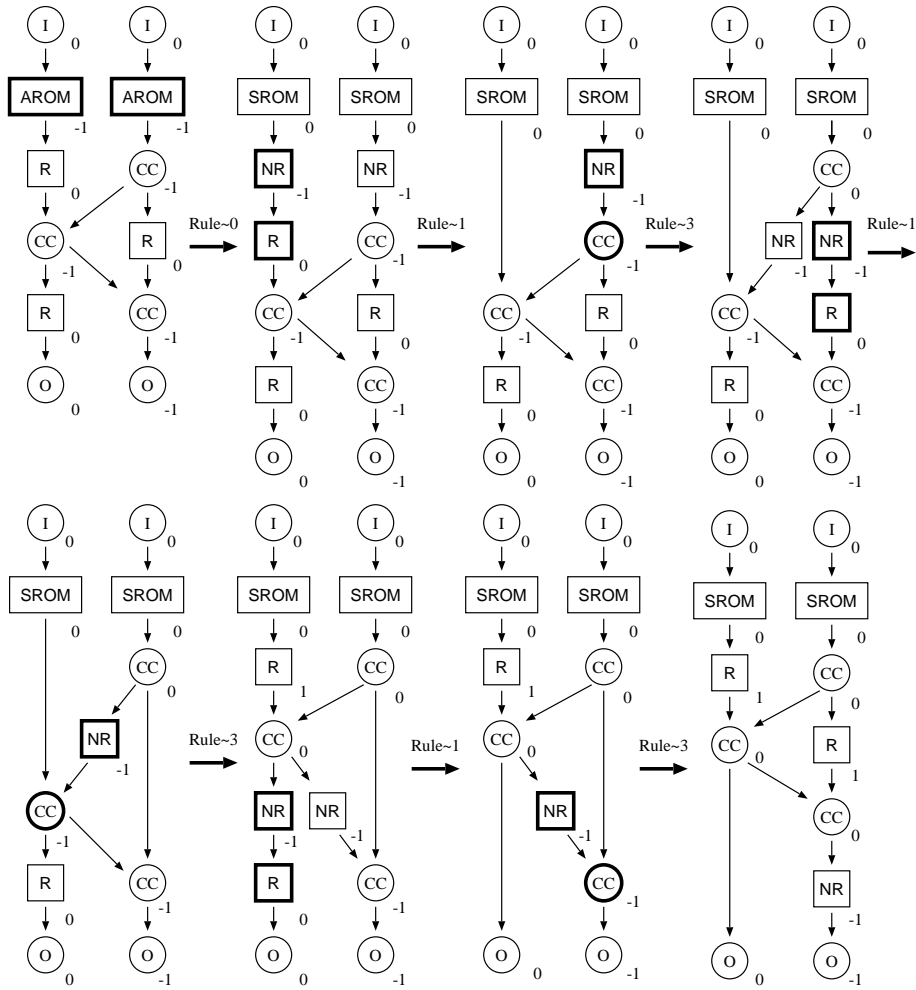 I I I I I I I I
0 0 0 0 0 0 0 0
AROM AROM SROM SROM SROM SROM SROM SROM
-1 -1 0 0 0 0 0 0
R CC NR NR NR CC
0 -1 -1 0 -1 0
Rule~0 Rule~1 Rule~3 Rule~1
CC R R CC CC NR NR
-1 0 0 -1 -1 -1 -1
R CC CC R CC R CC R
0 -1 -1 0 -1 0 -1 0
O O R CC R CC R CC
0 -1 0 -1 0 -1 0 -1
O O O O O O
0 -1 0 -1 0 -1
I I I I I I I I
0 0 0 0 0 0 0 0
SROM SROM SROM SROM SROM SROM SROM SROM
0 0 0 0 0 0 0 0
CC R CC R CC R CC
0 1 0 1 0 1 0
NR Rule~3 CC Rule~1 CC Rule~3 CC R
-1 0 0 0 1
CC NR NR NR CC
-1 -1 -1 -1 0
R CC R CC CC NR
0 -1 0 -1 -1 -1
O O O O O O O O
0 -1 0 -1 0 -1 0 -1